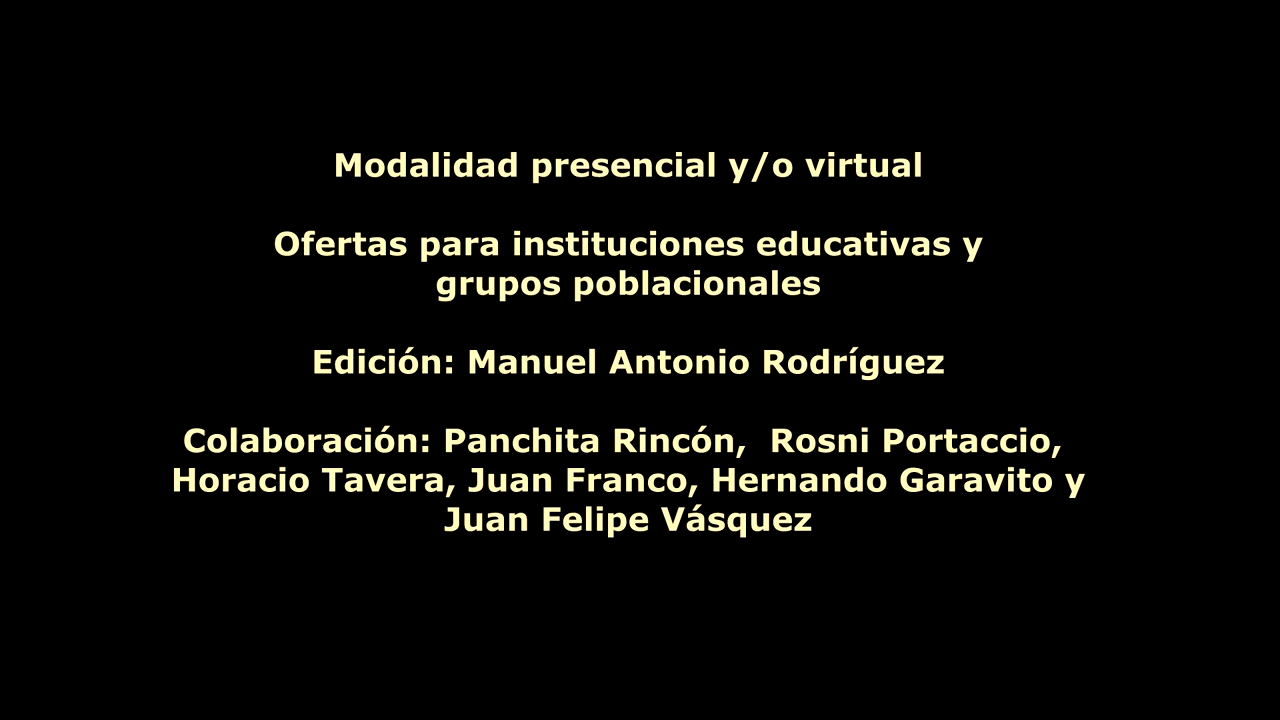 Modalidad presencial y/o virtual
Ofertas para instituciones educativas y
grupos poblacionales
Edición: Manuel Antonio Rodríguez
Colaboración: Panchita Rincón,  Rosni Portaccio,
Horacio Tavera, Juan Franco, Hernando Garavito y
Juan Felipe Vásquez